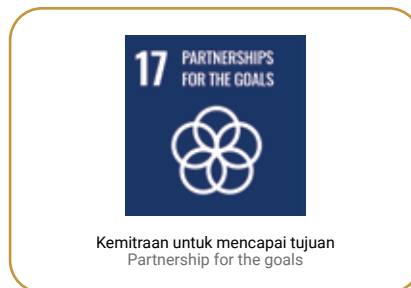 17 PARTNERSHIPS
FOR THE GOALS
Kemitraan untuk mencapai tujuan
Partnership for the goals